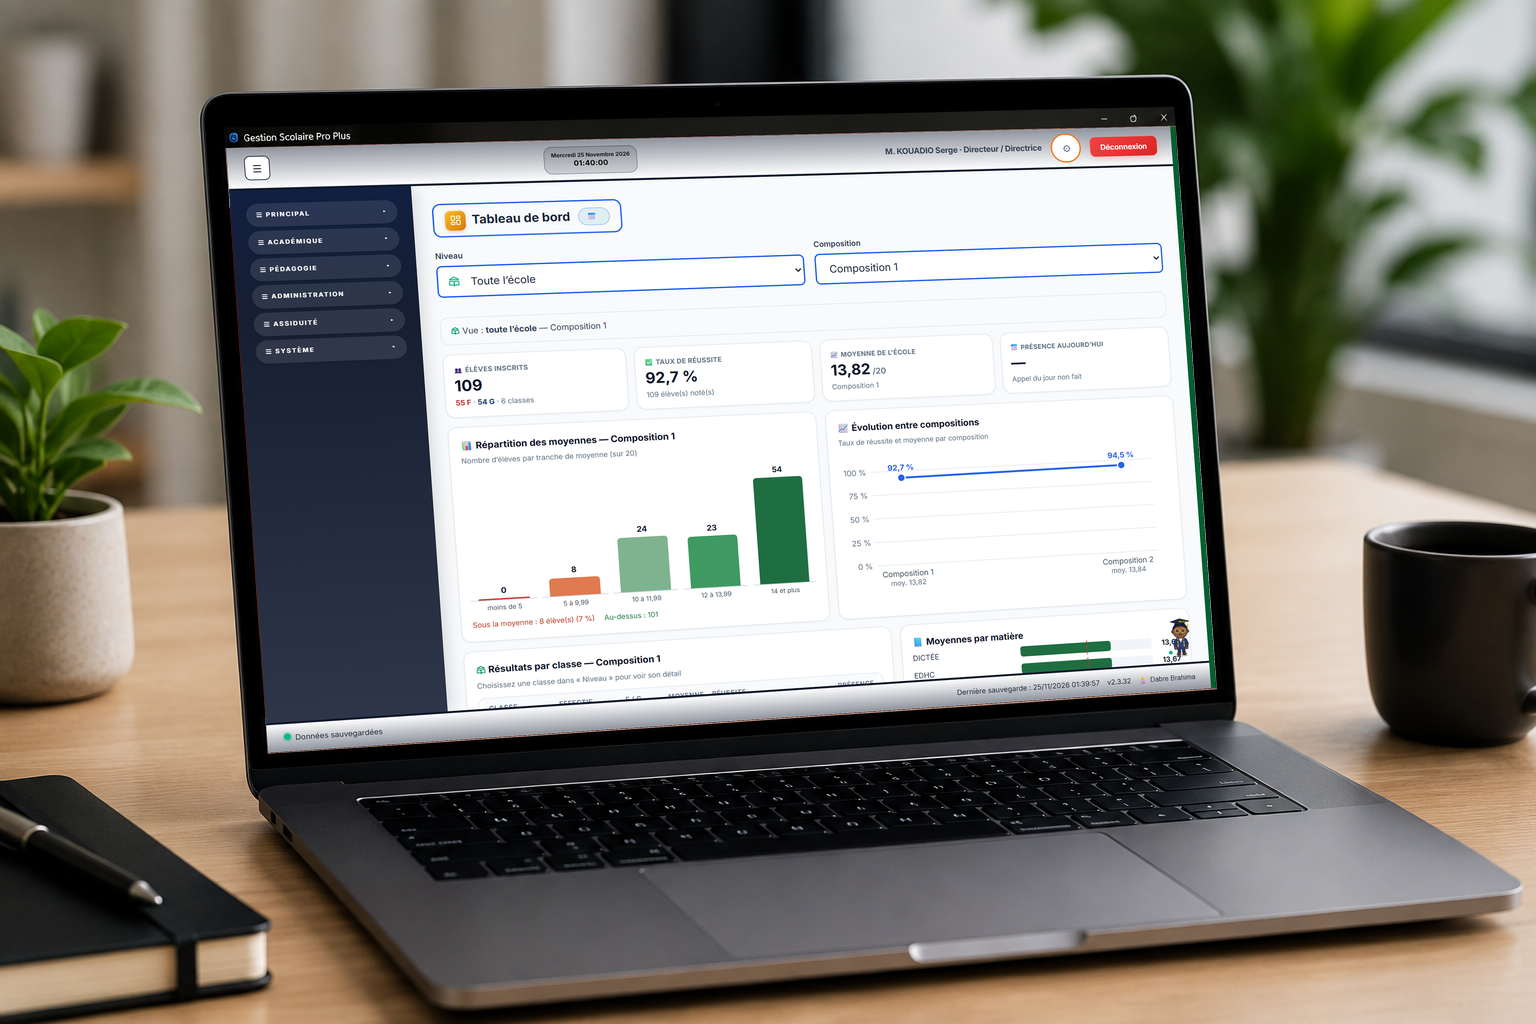 Gestion Scolaire Pro Plus
Mercredi 25 Novembre 2026
01:40:00
M. KOUADIO Serge · Directeur / Directrice
Déconnexion
PRINCIPAL
ACADÉMIQUE
PÉDAGOGIE
ADMINISTRATION
ASSIDUITÉ
SYSTÈME
Tableau de bord
Niveau
Toute l'école
Composition
Composition 1
Vue : toute l'école — Composition 1
ÉLÈVES INSCRITS
109
55 F · 54 G · 6 classes
TAUX DE RÉUSSITE
92,7 %
109 élève(s) noté(s)
MOYENNE DE L'ÉCOLE
13,82 /20
Composition 1
PRÉSENCE AUJOURD'HUI
—
Appel du jour non fait
Répartition des moyennes — Composition 1
Nombre d'élèves par tranche de moyenne (sur 20)
0
8
24
23
54
moins de 5
5 à 9,99
10 à 11,99
12 à 13,99
14 et plus
Sous la moyenne : 8 élève(s) (7 %) Au-dessus : 101
Évolution entre compositions
Taux de réussite et moyenne par composition
100 %
75 %
50 %
25 %
0 %
92,7 %
94,5 %
Composition 1
moy. 13,82
Composition 2
moy. 13,84
Résultats par classe — Composition 1
Choisissez une classe dans « Niveau » pour voir son détail
CLASSE EFFECTIF MOYENNE RÉUSSITE PRÉSENCE
Moyennes par matière
DICTÉE
EDHC
13,67
Données sauvegardées
Dernière sauvegarde : 25/11/2026 01:39:57 v2.3.32 Dabre Brahima